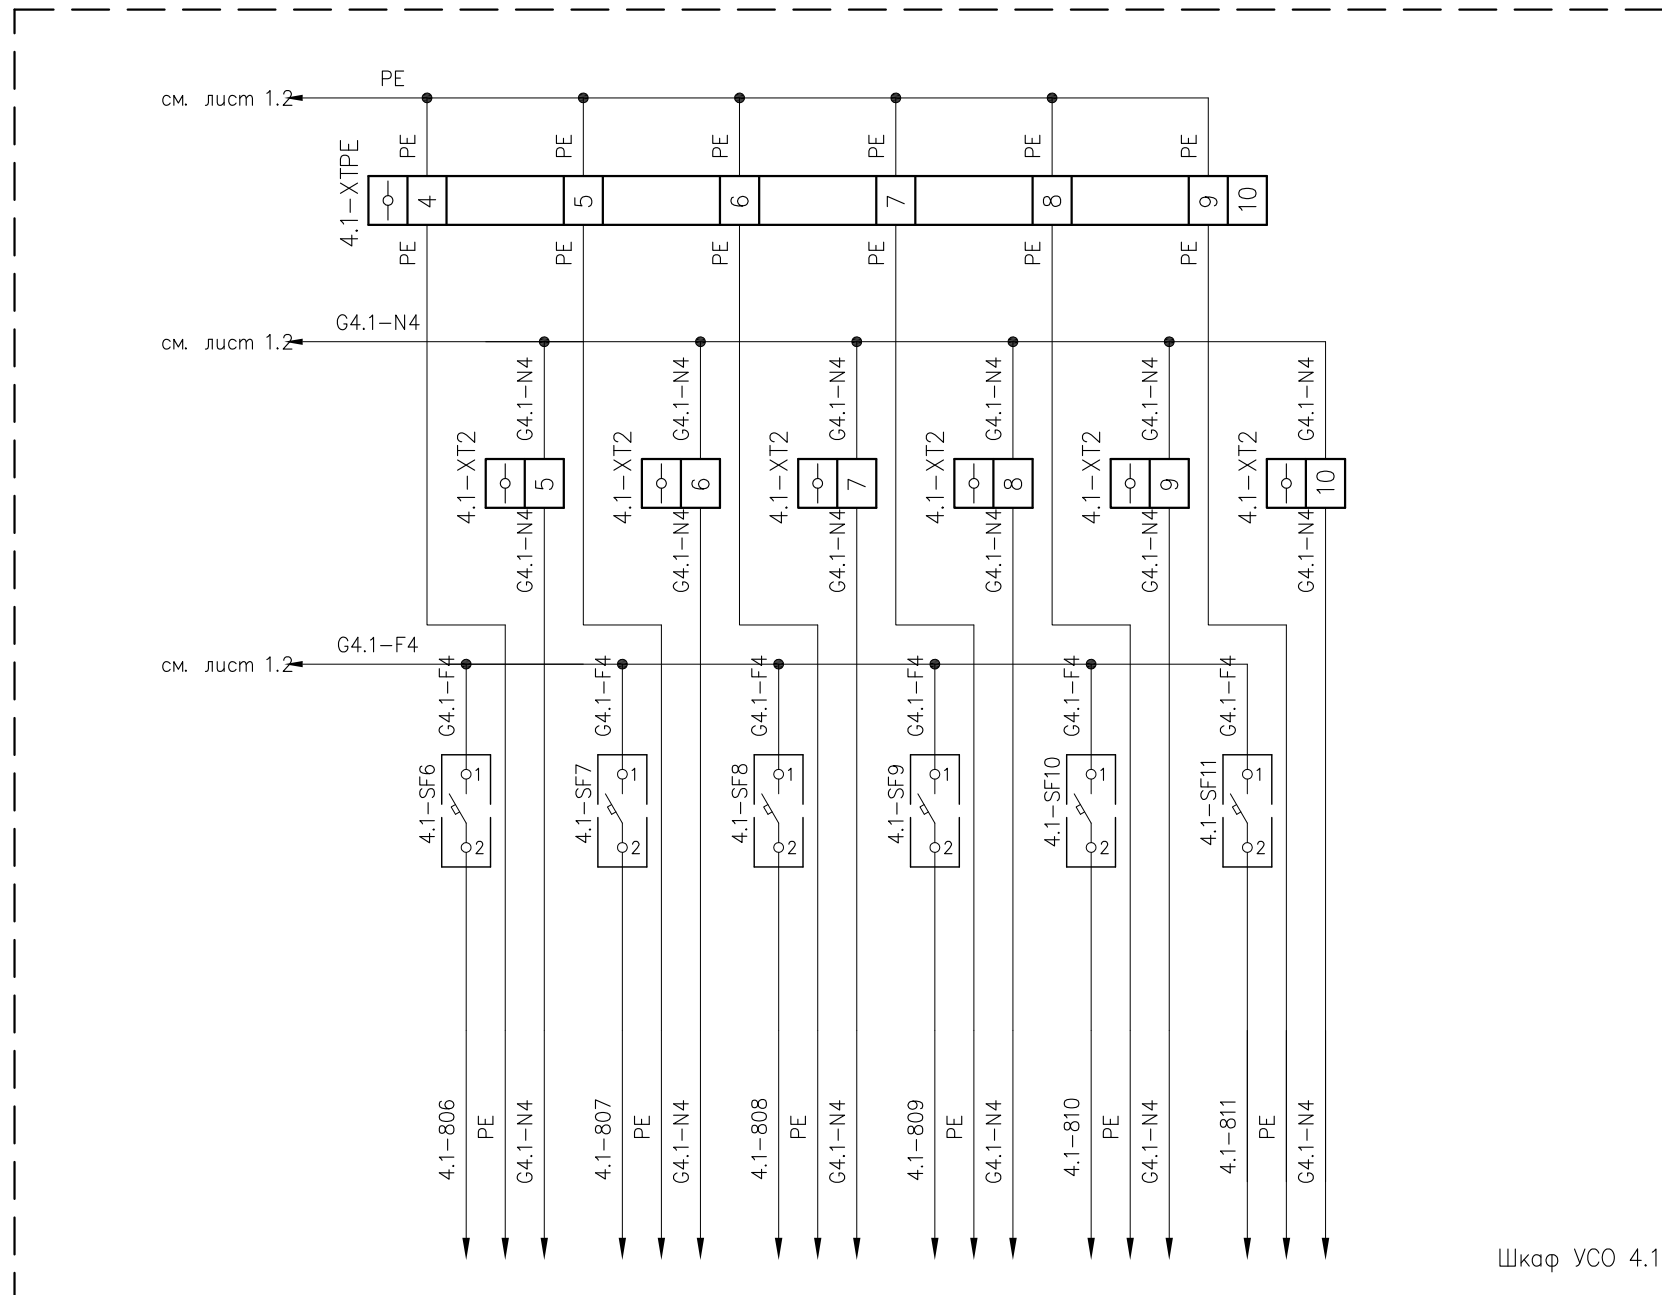 PE
см. лист 1.2
PE PE PE PE PE PE
4.1-XTPE
4 5 6 7 8 9 10
PE PE PE PE PE PE
G4.1-N4
см. лист 1.2
G4.1-N4 G4.1-N4 G4.1-N4 G4.1-N4 G4.1-N4 G4.1-N4
4.1-XT2 4.1-XT2 4.1-XT2 4.1-XT2 4.1-XT2 4.1-XT2
5 6 7 8 9 10
G4.1-N4 G4.1-N4 G4.1-N4 G4.1-N4 G4.1-N4 G4.1-N4
G4.1-F4
см. лист 1.2
G4.1-F4 G4.1-F4 G4.1-F4 G4.1-F4 G4.1-F4 G4.1-F4
4.1-SF6 4.1-SF7 4.1-SF8 4.1-SF9 4.1-SF10 4.1-SF11
1 1 1 1 1 1
2 2 2 2 2 2
4.1-806 PE G4.1-N4 4.1-807 PE G4.1-N4 4.1-808 PE G4.1-N4 4.1-809 PE G4.1-N4 4.1-810 PE G4.1-N4 4.1-811 PE G4.1-N4
Шкаф УСО 4.1